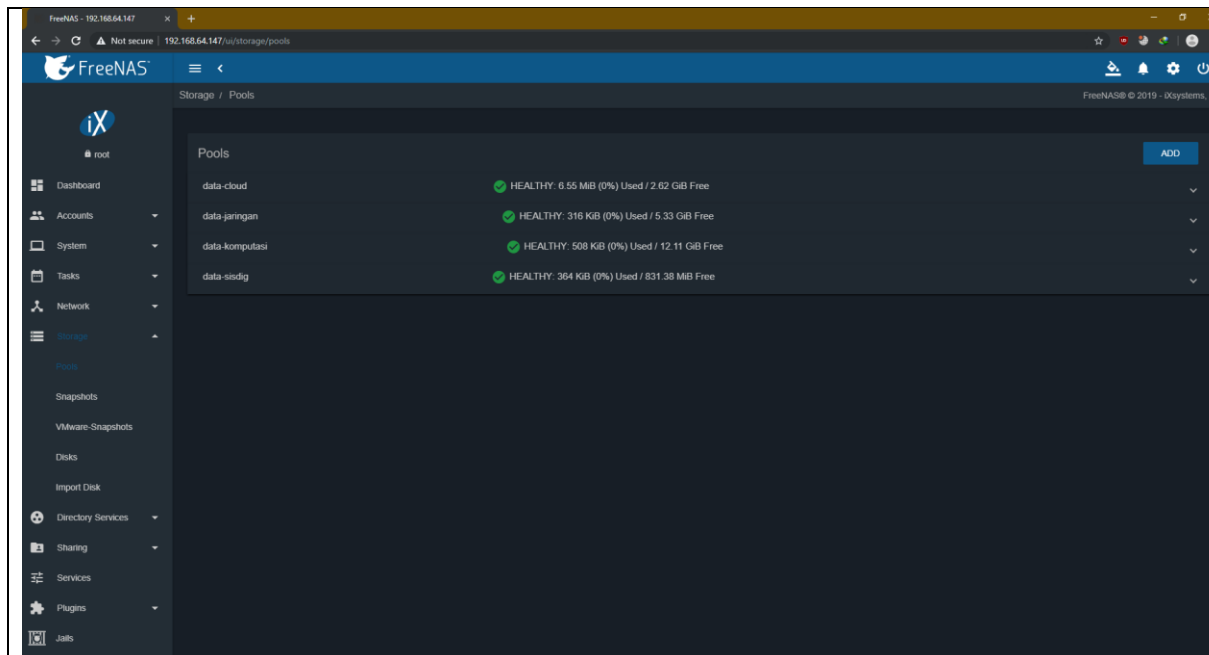 FreeNAS - 192.168.64.147
Not secure | 192.168.64.147/ui/storage/pools
FreeNAS
Storage / Pools
FreeNAS® © 2019 - iXsystems,
iX
root
Pools
ADD
data-cloud HEALTHY: 6.55 MiB (0%) Used / 2.62 GiB Free
data-jaringan HEALTHY: 316 KiB (0%) Used / 5.33 GiB Free
data-komputasi HEALTHY: 508 KiB (0%) Used / 12.11 GiB Free
data-sisdig HEALTHY: 364 KiB (0%) Used / 831.38 MiB Free
Dashboard
Accounts
System
Tasks
Network
Storage
Pools
Snapshots
VMware-Snapshots
Disks
Import Disk
Directory Services
Sharing
Services
Plugins
Jails